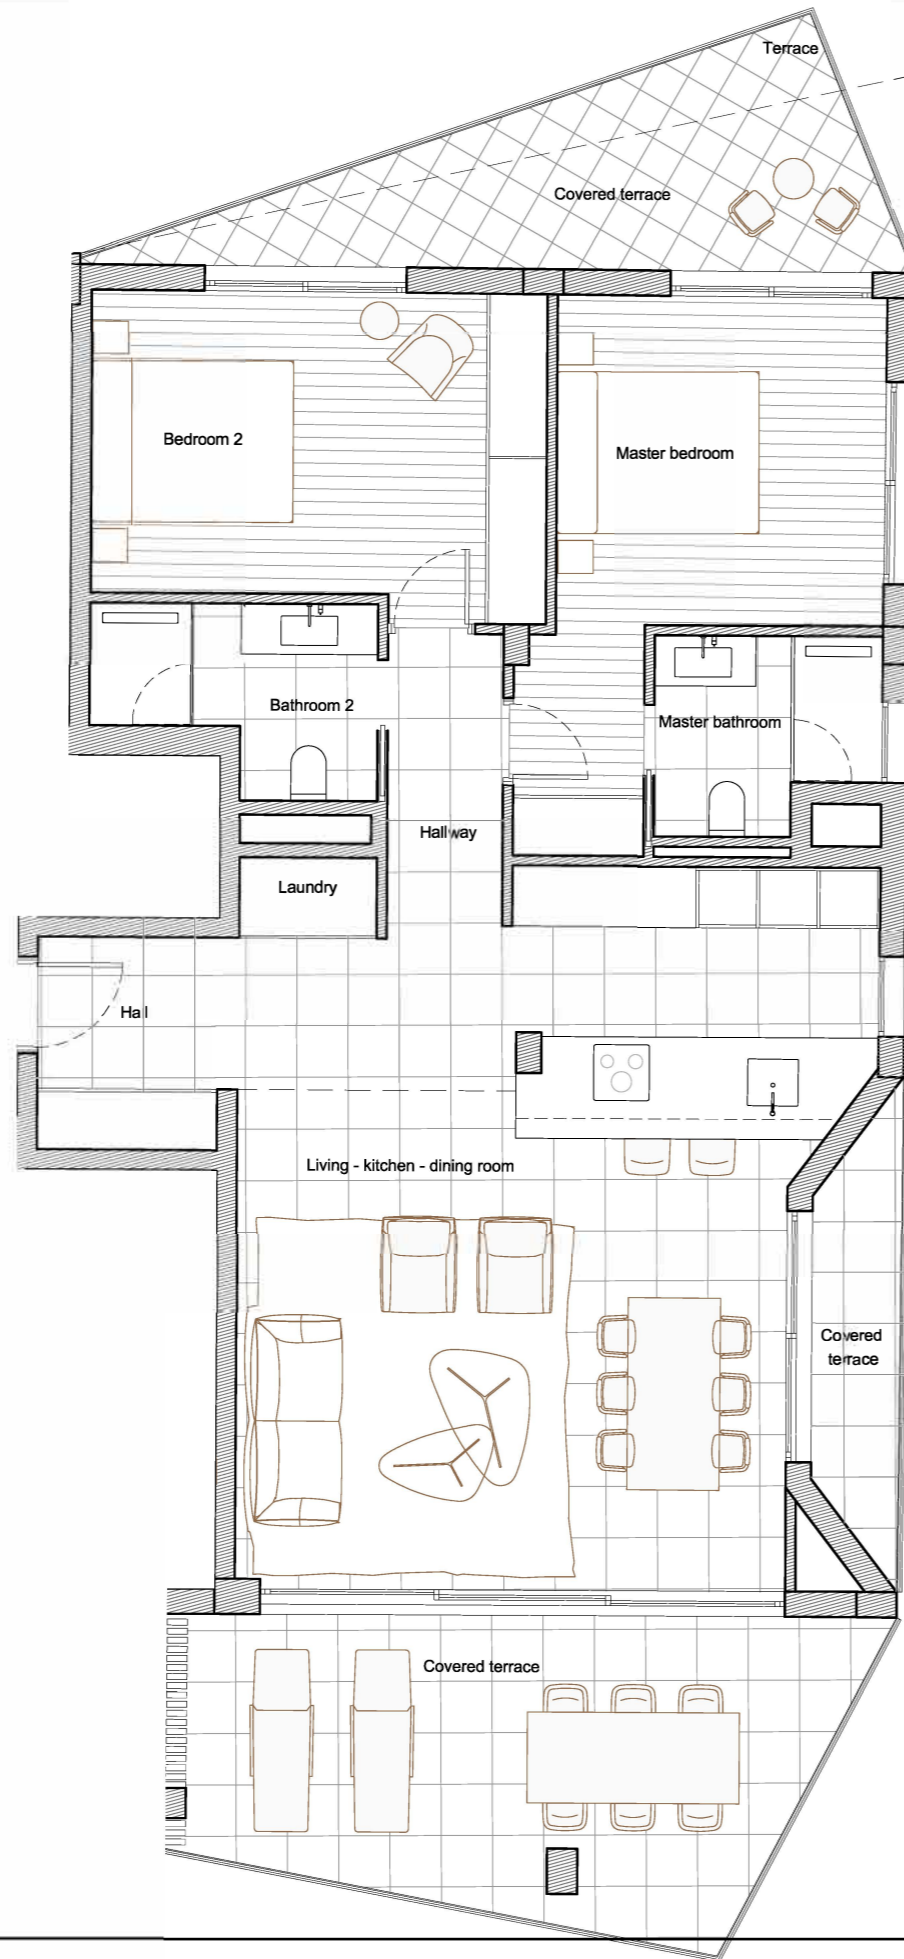 Terrace
Covered terrace
Bedroom 2
Master bedroom
Bathroom 2
Master bathroom
Hallway
Laundry
Hall
Living - kitchen - dining room
Covered
terrace
Covered terrace